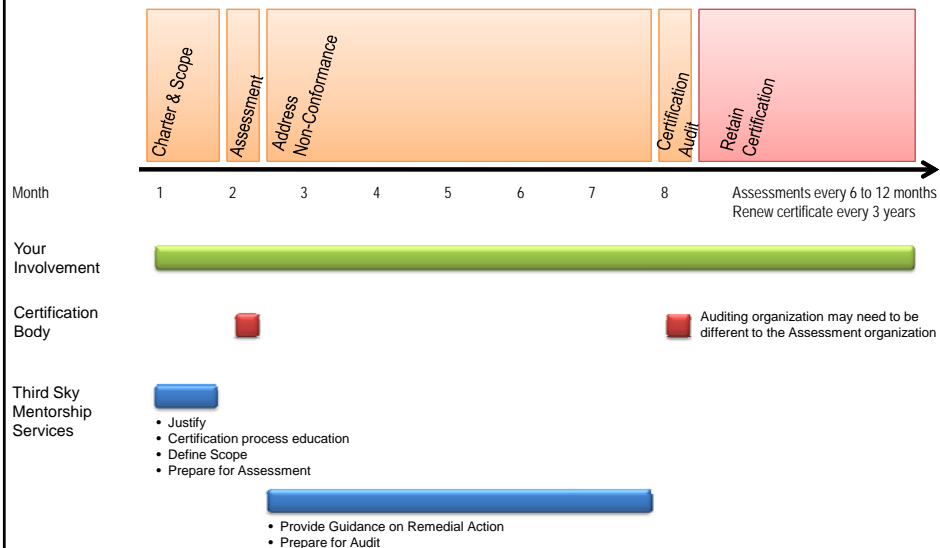 Charter & Scope
Assessment
Address
Non-Conformance
Certification
Audit
Retain
Certification
Month 1 2 3 4 5 6 7 8 Assessments every 6 to 12 months
Renew certificate every 3 years
Your
Involvement
Certification
Body
Auditing organization may need to be
different to the Assessment organization
Third Sky
Mentorship
Services
• Justify
• Certification process education
• Define Scope
• Prepare for Assessment
• Provide Guidance on Remedial Action
• Prepare for Audit